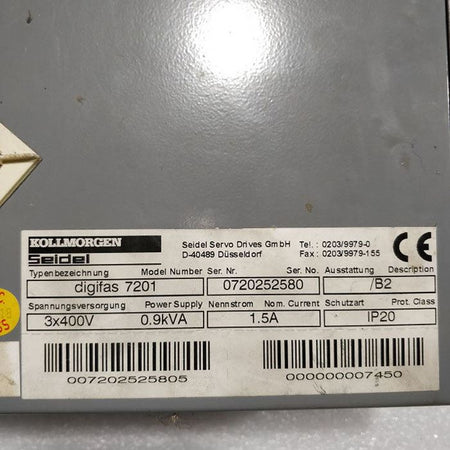 KOLLMORGEN
Seidel
Seidel Servo Drives GmbH Tel.: 0203/9979-0
D-40489 Düsseldorf Fax: 0203/9979-155
CE
Typenbezeichnung Model Number Ser. Nr. Ser. No. Ausstattung Description
digifas 7201 0720252580 /B2
Spannungsversorgung Power Supply Nennstrom Nom. Current Schutzart Prot. Class
3x400V 0.9kVA 1.5A IP20
007202525805 000000007450